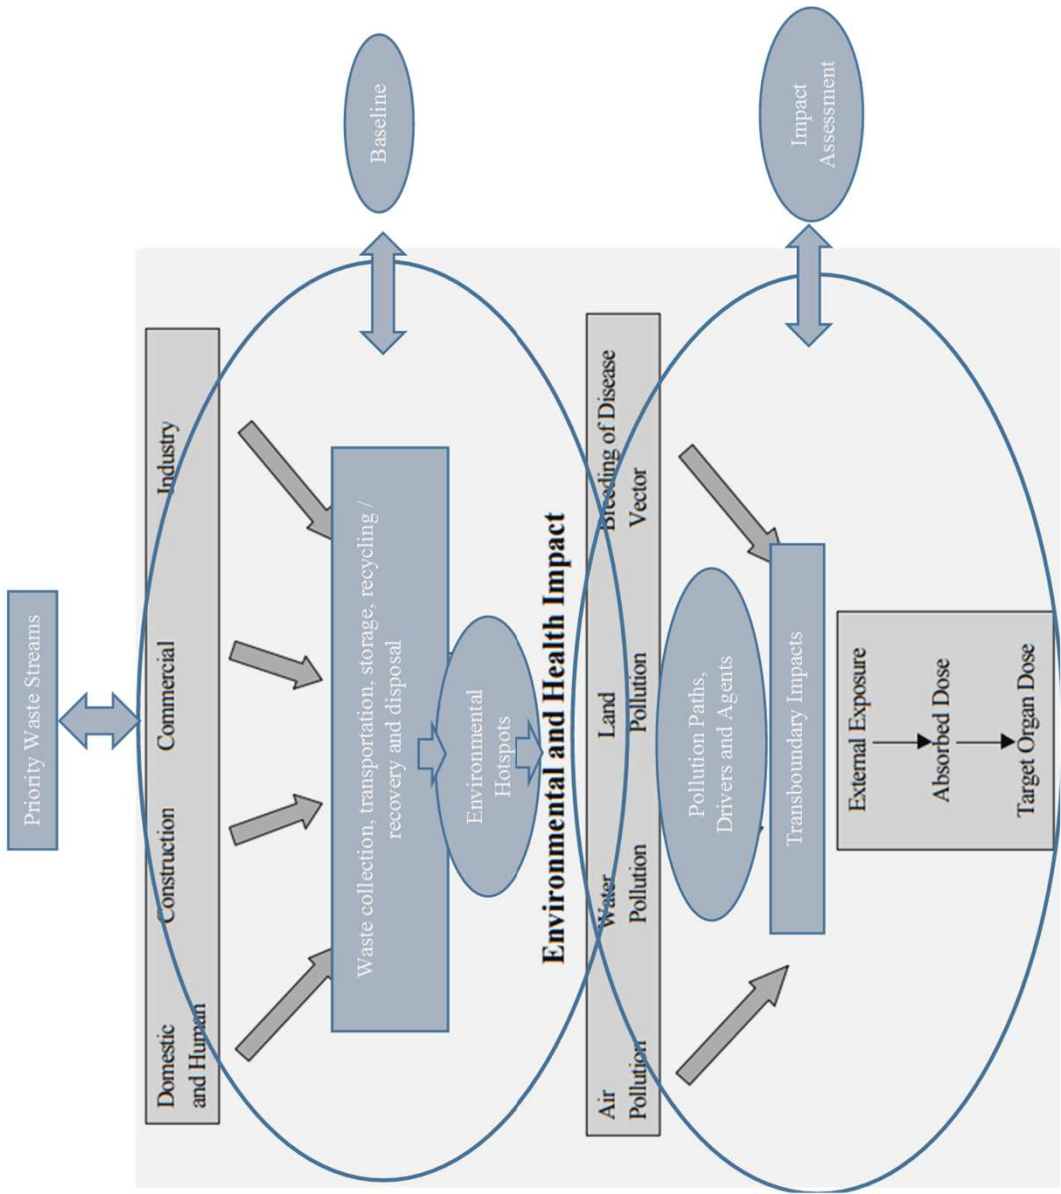 Priority Waste Streams
Domestic
and Human
Construction
Commercial
Industry
Baseline
Waste collection, transportation, storage, recycling /
recovery and disposal
Environmental
Hotspots
Environmental and Health Impact
Air
Pollution
Water
Pollution
Land
Pollution
Breeding of Disease
Vector
Impact
Assessment
Pollution Paths,
Drivers and Agents
Transboundary Impacts
External Exposure
Absorbed Dose
Target Organ Dose